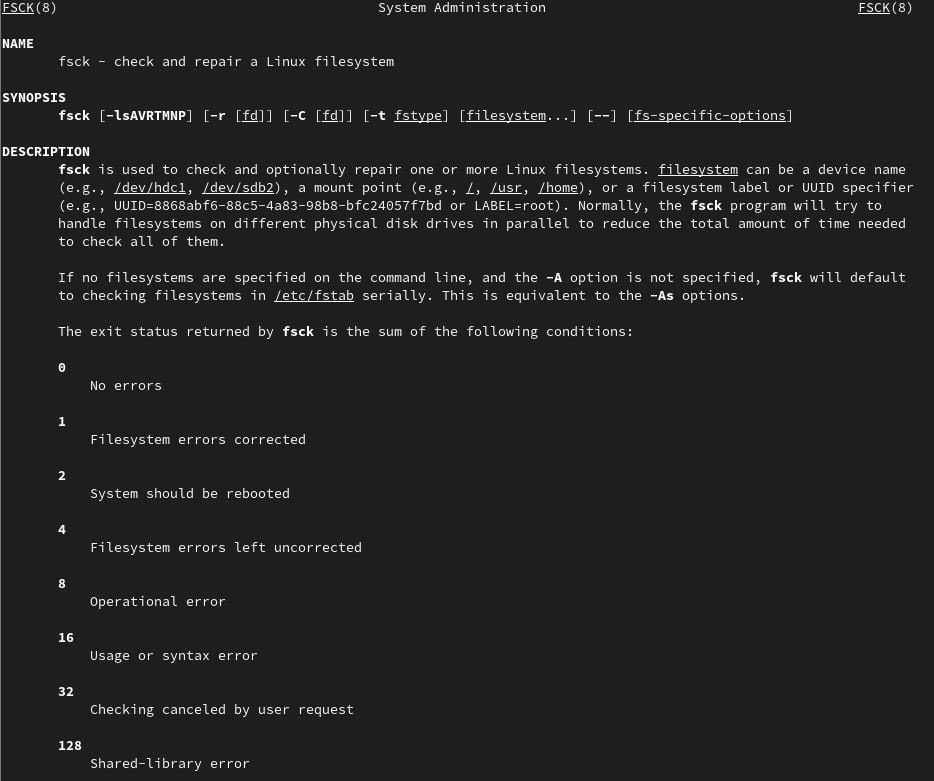 FSCK(8) System Administration FSCK(8)
NAME
fsck - check and repair a Linux filesystem
SYNOPSIS
fsck [-lsAVRTMNP] [-r [fd]] [-C [fd]] [-t fstype] [filesystem...] [--] [fs-specific-options]
DESCRIPTION
fsck is used to check and optionally repair one or more Linux filesystems. filesystem can be a device name
(e.g., /dev/hdc1, /dev/sdb2), a mount point (e.g., /, /usr, /home), or a filesystem label or UUID specifier
(e.g., UUID=8868abf6-88c5-4a83-98b8-bfc24057f7bd or LABEL=root). Normally, the fsck program will try to
handle filesystems on different physical disk drives in parallel to reduce the total amount of time needed
to check all of them.
If no filesystems are specified on the command line, and the -A option is not specified, fsck will default
to checking filesystems in /etc/fstab serially. This is equivalent to the -As options.
The exit status returned by fsck is the sum of the following conditions:
0
No errors
1
Filesystem errors corrected
2
System should be rebooted
4
Filesystem errors left uncorrected
8
Operational error
16
Usage or syntax error
32
Checking canceled by user request
128
Shared-library error